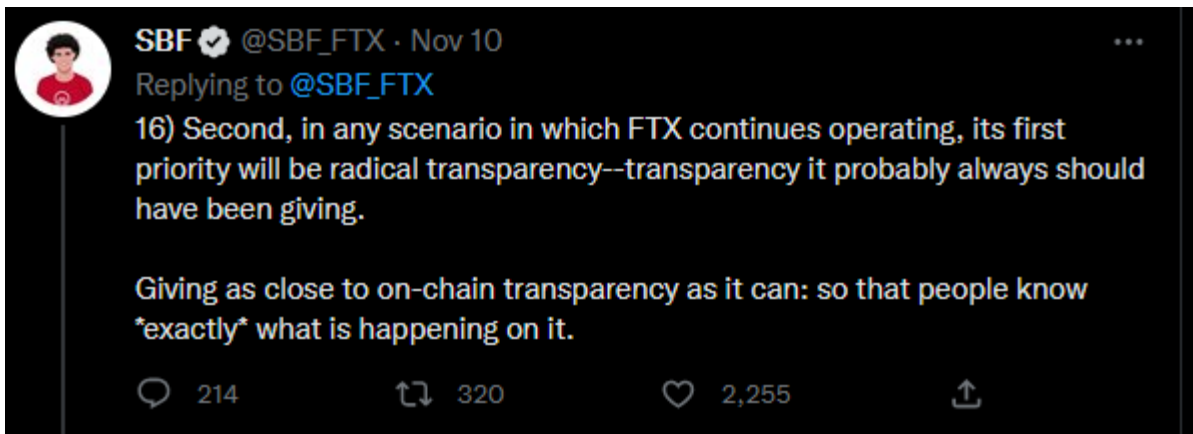 SBF @SBF_FTX · Nov 10
Replying to @SBF_FTX
16) Second, in any scenario in which FTX continues operating, its first
priority will be radical transparency--transparency it probably always should
have been giving.
Giving as close to on-chain transparency as it can: so that people know
*exactly* what is happening on it.
214 320 2,255